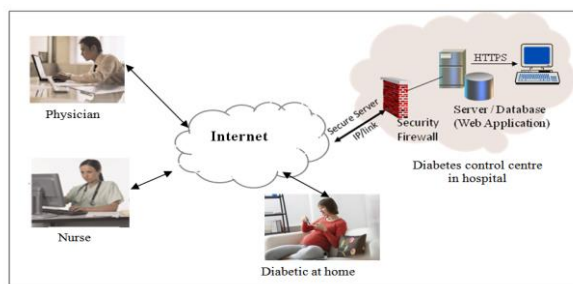 Physician
Internet
Nurse
Diabetic at home
Secure Server
IP/link
Security
Firewall
HTTPS
Server / Database
(Web Application)
Diabetes control centre
in hospital